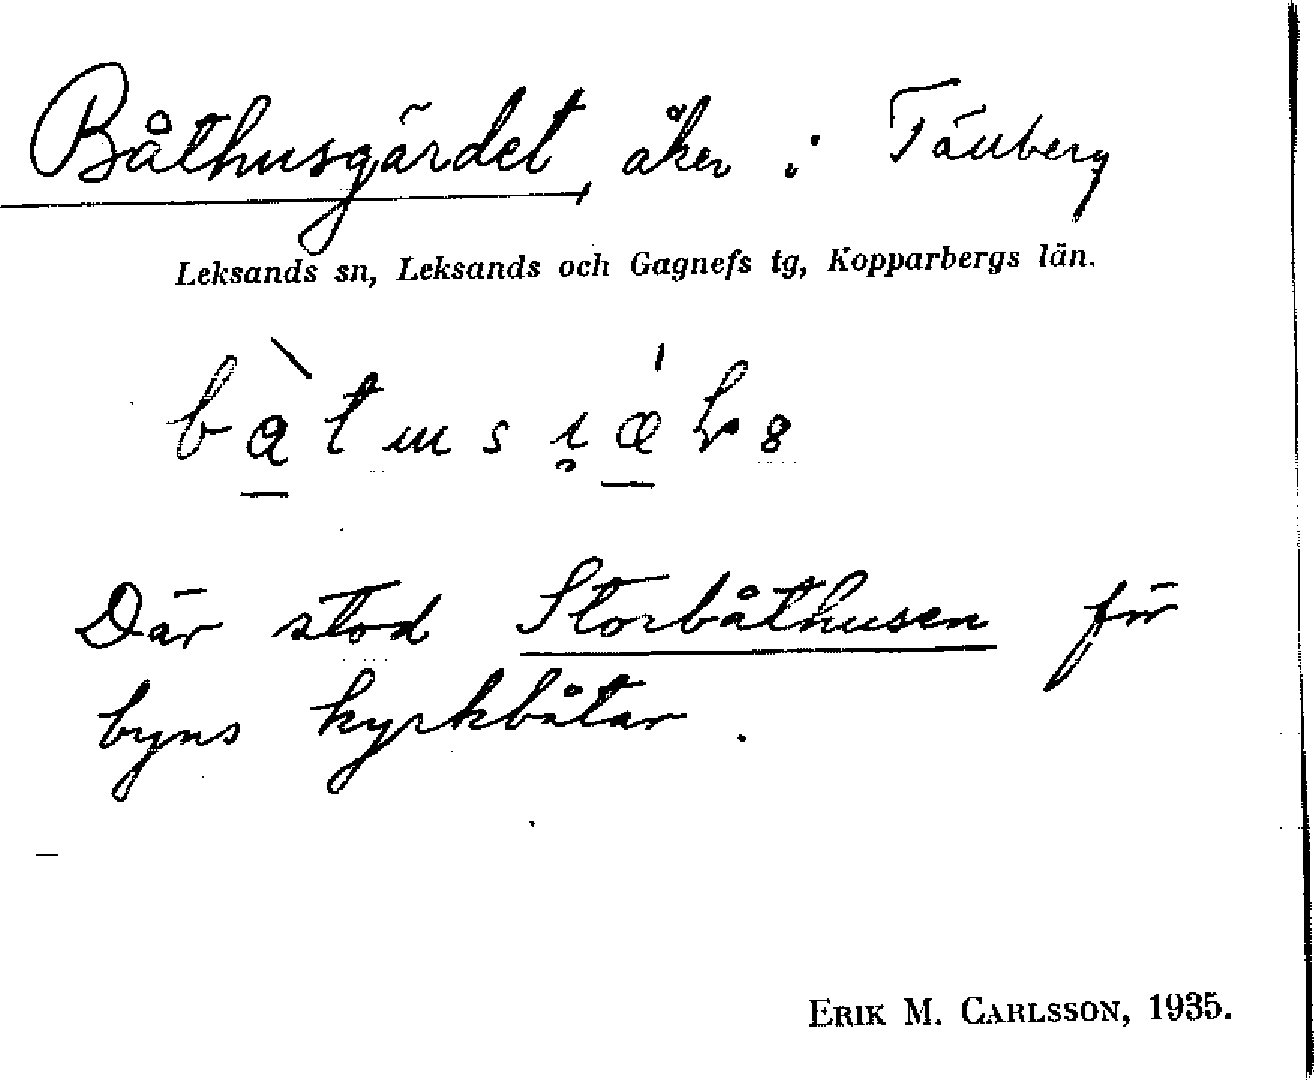 Båthusgärdet, åker i Tällberg
Leksands sn, Leksands och Gagnefs tg, Kopparbergs län.
Där stod Storbåthusen för
byns kyrkbåtar.
ERIK M. CARLSSON, 1935.